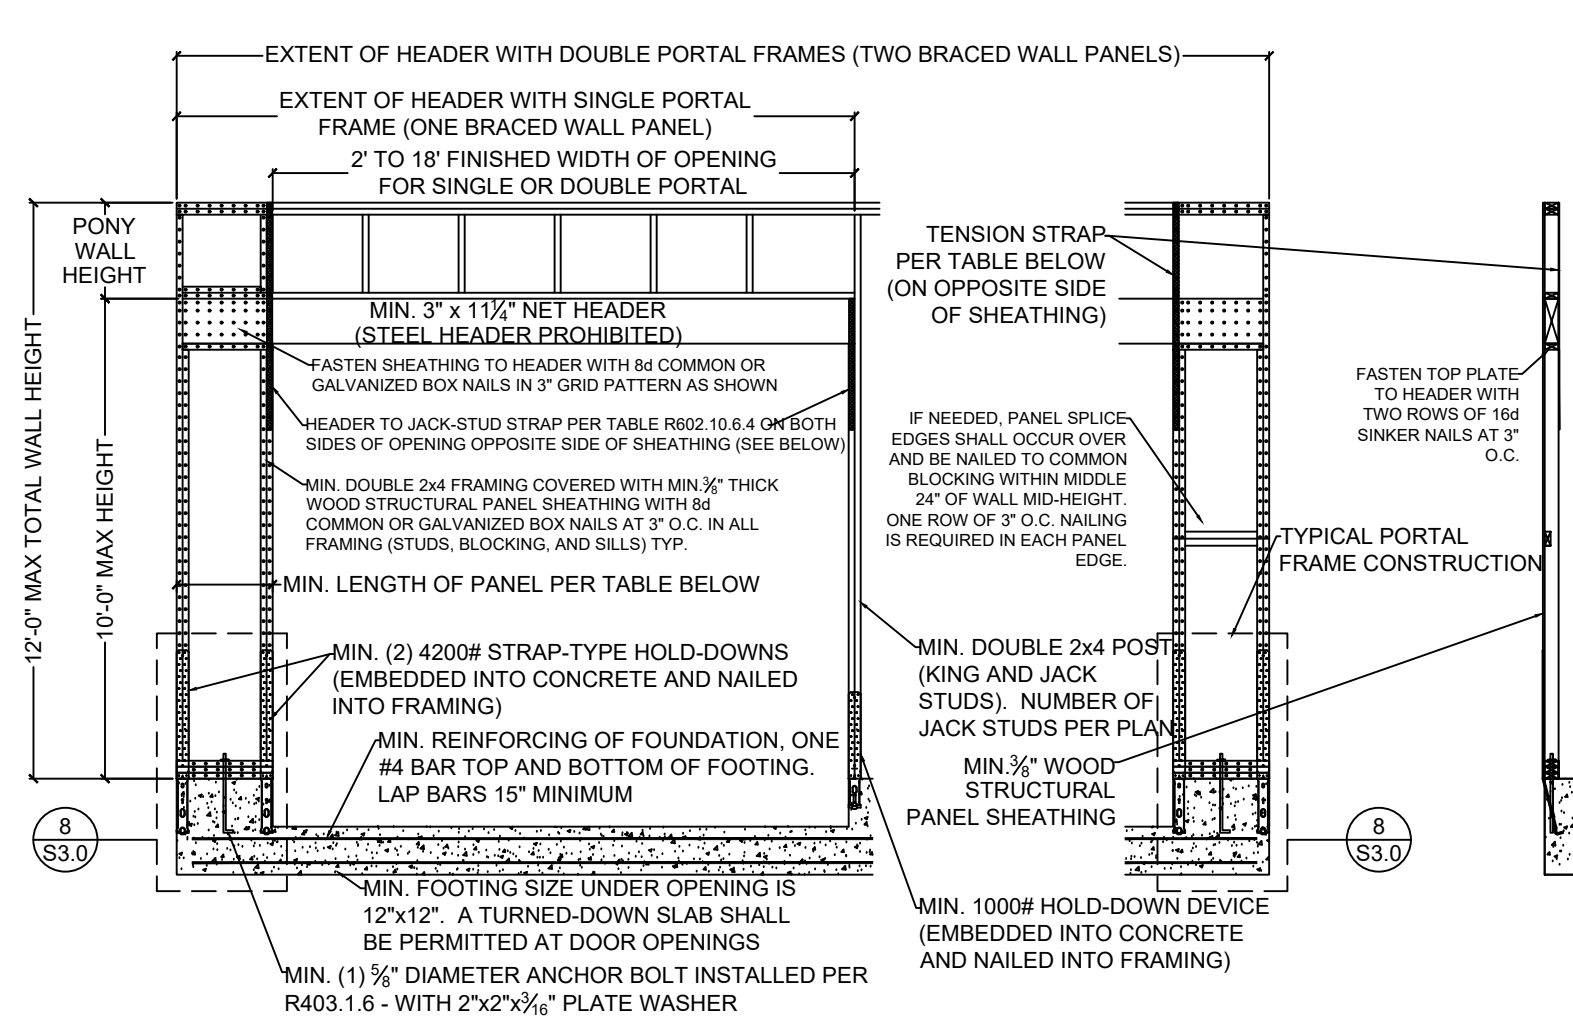 EXTENT OF HEADER WITH DOUBLE PORTAL FRAMES (TWO BRACED WALL PANELS)
EXTENT OF HEADER WITH SINGLE PORTAL
FRAME (ONE BRACED WALL PANEL)
2' TO 18' FINISHED WIDTH OF OPENING
FOR SINGLE OR DOUBLE PORTAL
PONY
WALL
HEIGHT
12'-0" MAX TOTAL WALL HEIGHT
10'-0" MAX HEIGHT
MIN. 3" x 11¼" NET HEADER
(STEEL HEADER PROHIBITED)
FASTEN SHEATHING TO HEADER WITH 8d COMMON OR
GALVANIZED BOX NAILS IN 3" GRID PATTERN AS SHOWN
HEADER TO JACK-STUD STRAP PER TABLE R602.10.6.4 ON BOTH
SIDES OF OPENING OPPOSITE SIDE OF SHEATHING (SEE BELOW)
MIN. DOUBLE 2x4 FRAMING COVERED WITH MIN.⅜" THICK
WOOD STRUCTURAL PANEL SHEATHING WITH 8d
COMMON OR GALVANIZED BOX NAILS AT 3" O.C. IN ALL
FRAMING (STUDS, BLOCKING, AND SILLS) TYP.
MIN. LENGTH OF PANEL PER TABLE BELOW
MIN. (2) 4200# STRAP-TYPE HOLD-DOWNS
(EMBEDDED INTO CONCRETE AND NAILED
INTO FRAMING)
MIN. REINFORCING OF FOUNDATION, ONE
#4 BAR TOP AND BOTTOM OF FOOTING.
LAP BARS 15" MINIMUM
8
S3.0
MIN. FOOTING SIZE UNDER OPENING IS
12"x12". A TURNED-DOWN SLAB SHALL
BE PERMITTED AT DOOR OPENINGS
MIN. (1) ⅝" DIAMETER ANCHOR BOLT INSTALLED PER
R403.1.6 - WITH 2"x2"x3⁄16" PLATE WASHER
TENSION STRAP
PER TABLE BELOW
(ON OPPOSITE SIDE
OF SHEATHING)
IF NEEDED, PANEL SPLICE
EDGES SHALL OCCUR OVER
AND BE NAILED TO COMMON
BLOCKING WITHIN MIDDLE
24" OF WALL MID-HEIGHT.
ONE ROW OF 3" O.C. NAILING
IS REQUIRED IN EACH PANEL
EDGE.
MIN. DOUBLE 2x4 POST
(KING AND JACK
STUDS). NUMBER OF
JACK STUDS PER PLAN
MIN.⅜" WOOD
STRUCTURAL
PANEL SHEATHING
MIN. 1000# HOLD-DOWN DEVICE
(EMBEDDED INTO CONCRETE
AND NAILED INTO FRAMING)
FASTEN TOP PLATE
TO HEADER WITH
TWO ROWS OF 16d
SINKER NAILS AT 3"
O.C.
TYPICAL PORTAL
FRAME CONSTRUCTION
8
S3.0